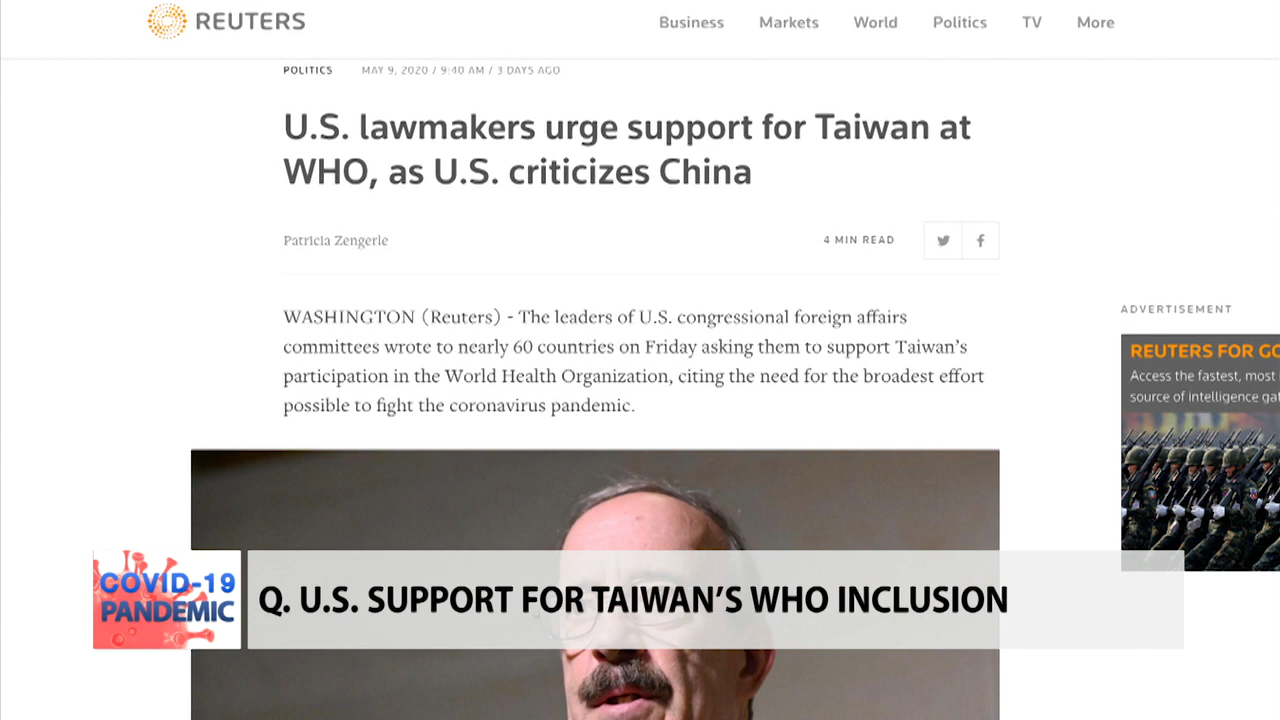 REUTERS
Business Markets World Politics TV More
POLITICS MAY 9, 2020 / 9:40 AM / 3 DAYS AGO
U.S. lawmakers urge support for Taiwan at
WHO, as U.S. criticizes China
Patricia Zengerle
4 MIN READ
WASHINGTON (Reuters) - The leaders of U.S. congressional foreign affairs
committees wrote to nearly 60 countries on Friday asking them to support Taiwan’s
participation in the World Health Organization, citing the need for the broadest effort
possible to fight the coronavirus pandemic.
ADVERTISEMENT
REUTERS FOR GO
Access the fastest, most
source of intelligence gat
COVID-19
PANDEMIC
Q. U.S. SUPPORT FOR TAIWAN’S WHO INCLUSION